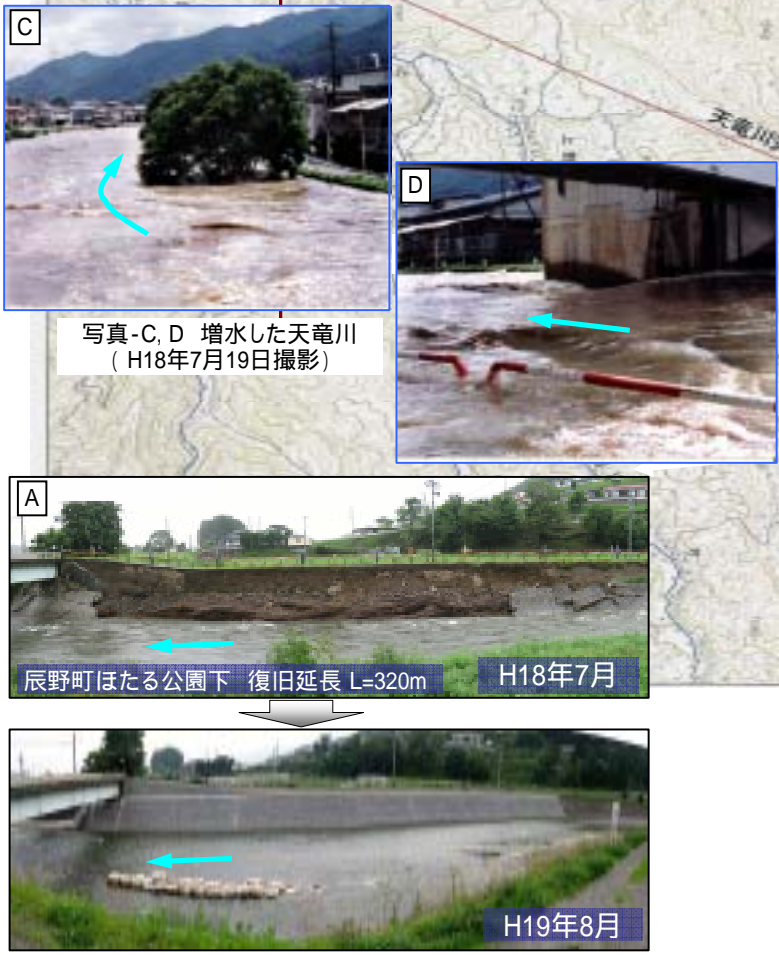 C
天竜川
D
写真-C, D 増水した天竜川
( H18年7月19日撮影)
A
辰野町ほたる公園下 復旧延長 L=320m
H18年7月
H19年8月